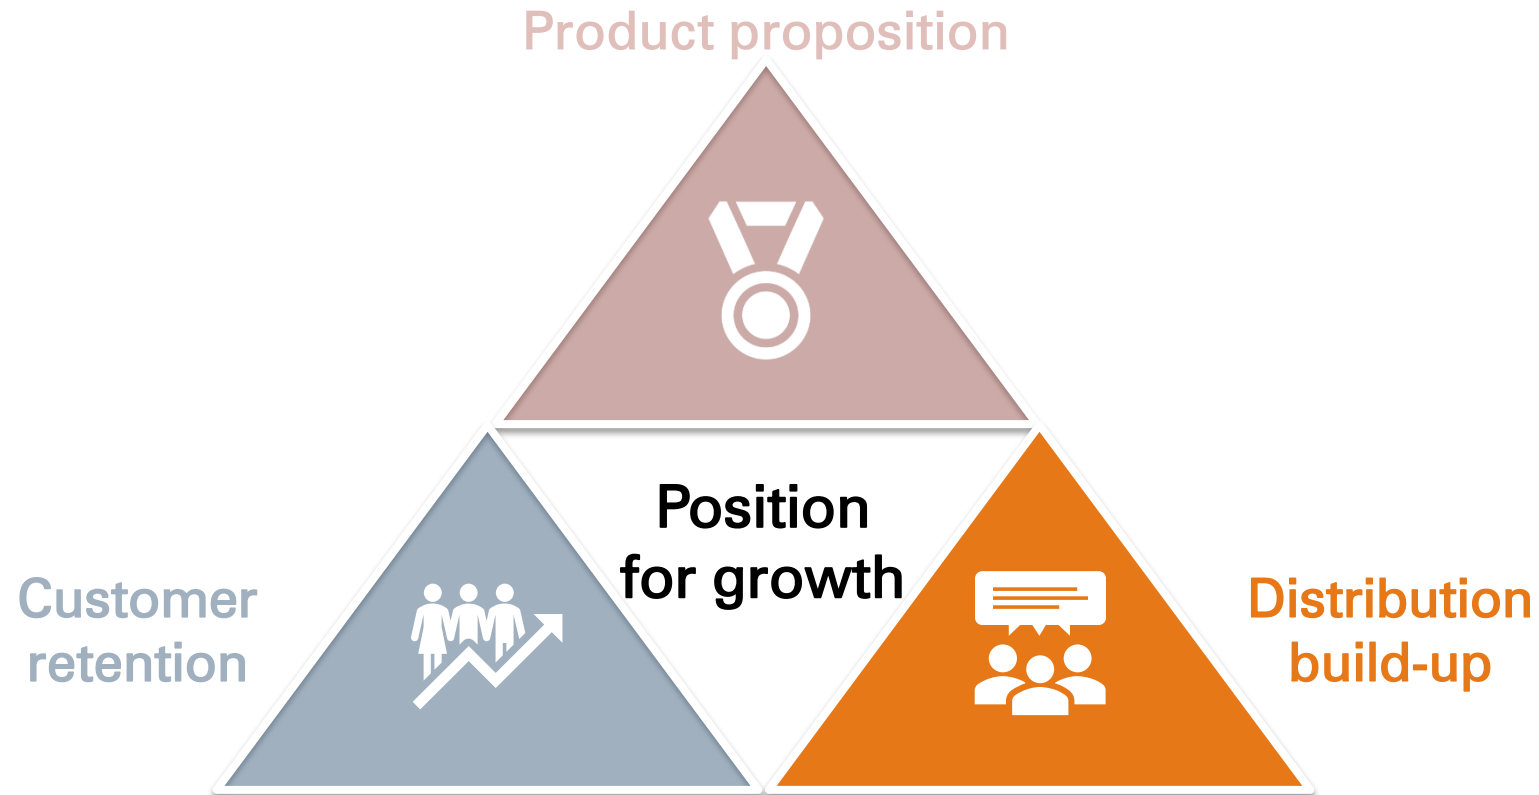 Product proposition
Position
for growth
Customer
retention
Distribution
build-up